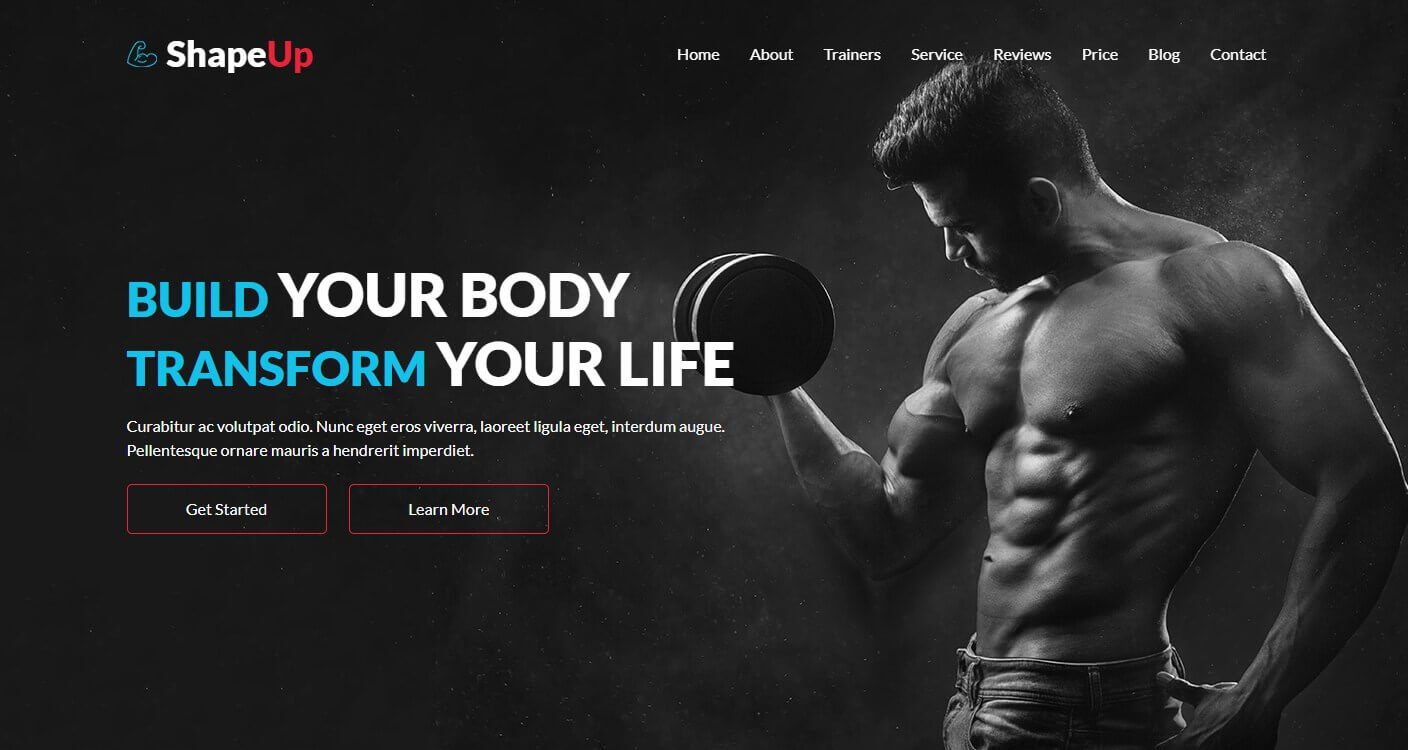 ShapeUp
Home About Trainers Service Reviews Price Blog Contact
BUILD YOUR BODY
TRANSFORM YOUR LIFE
Curabitur ac volutpat odio. Nunc eget eros viverra, laoreet ligula eget, interdum augue.
Pellentesque ornare mauris a hendrerit imperdiet.
Get Started Learn More